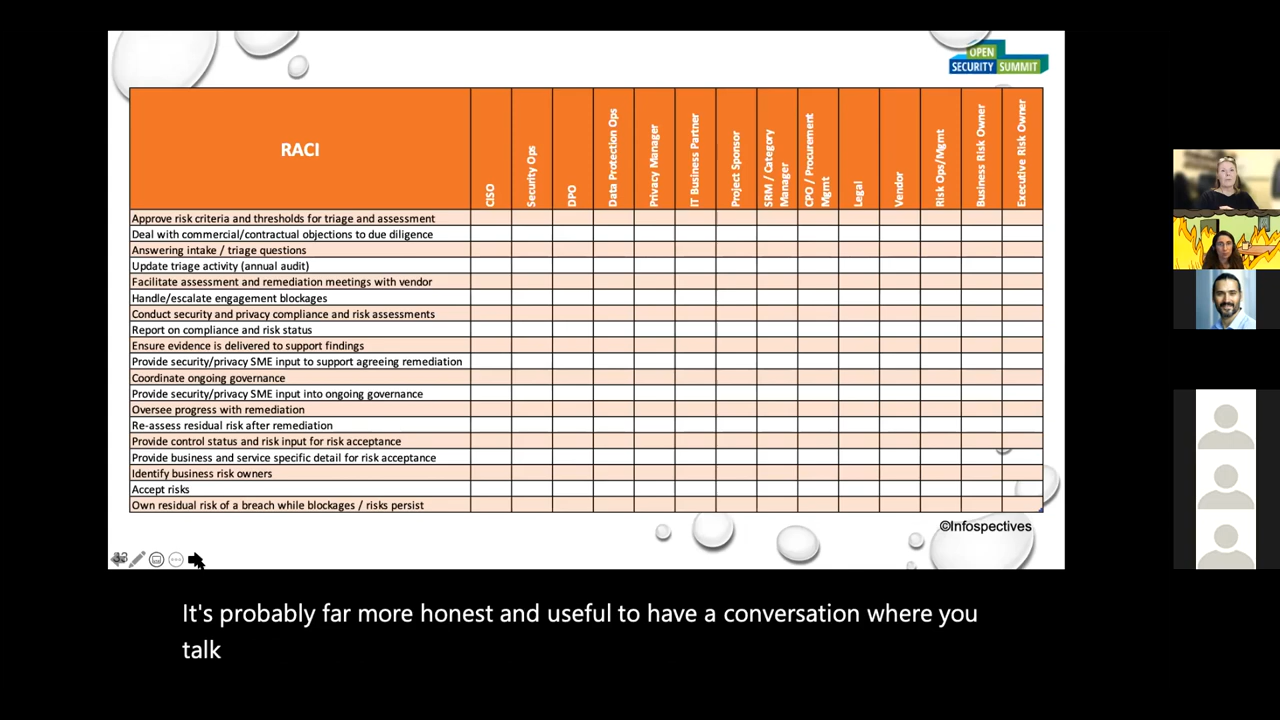 OPEN
SECURITY SUMMIT
RACI
CISO
Security Ops
DPO
Data Protection Ops
Privacy Manager
IT Business Partner
Project Sponsor
SRM / Category
Manager
CPO / Procurement
Mgmt
Legal
Vendor
Risk Ops/Mgmt
Business Risk Owner
Executive Risk Owner
Approve risk criteria and thresholds for triage and assessment
Deal with commercial/contractual objections to due diligence
Answering intake / triage questions
Update triage activity (annual audit)
Facilitate assessment and remediation meetings with vendor
Handle/escalate engagement blockages
Conduct security and privacy compliance and risk assessments
Report on compliance and risk status
Ensure evidence is delivered to support findings
Provide security/privacy SME input to support agreeing remediation
Coordinate ongoing governance
Provide security/privacy SME input into ongoing governance
Oversee progress with remediation
Re-assess residual risk after remediation
Provide control status and risk input for risk acceptance
Provide business and service specific detail for risk acceptance
Identify business risk owners
Accept risks
Own residual risk of a breach while blockages / risks persist
©Infospectives
It's probably far more honest and useful to have a conversation where you
talk